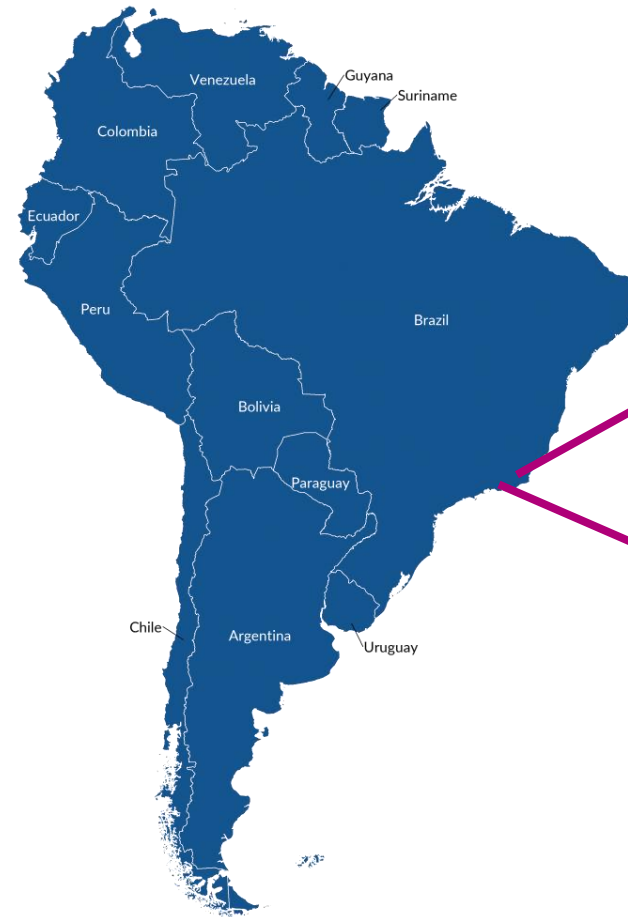 Guyana
Venezuela
Suriname
Colombia
Ecuador
Peru
Brazil
Bolivia
Paraguay
Chile
Argentina
Uruguay